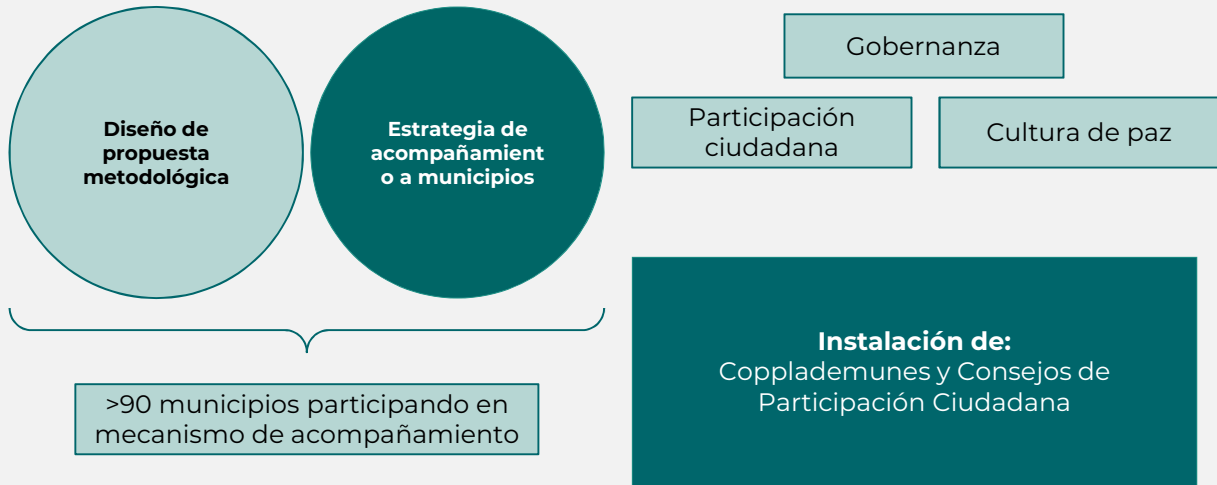 Diseño de
propuesta
metodológica
Estrategia de
acompañamient
o a municipios
>90 municipios participando en
mecanismo de acompañamiento
Gobernanza
Participación
ciudadana
Cultura de paz
Instalación de:
Copplademunes y Consejos de
Participación Ciudadana